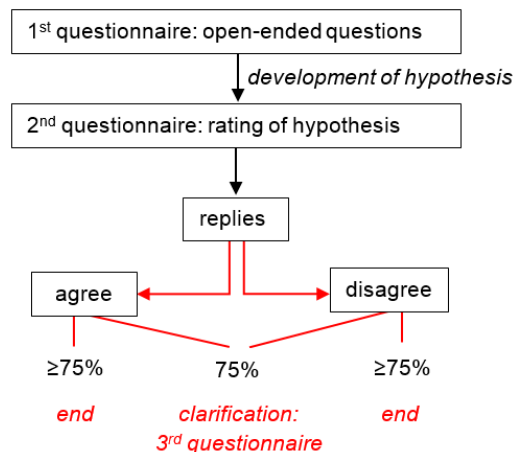 1st questionnaire: open-ended questions
development of hypothesis
2nd questionnaire: rating of hypothesis
replies
agree
disagree
≥75%
75%
≥75%
end
clarification:
end
3rd questionnaire